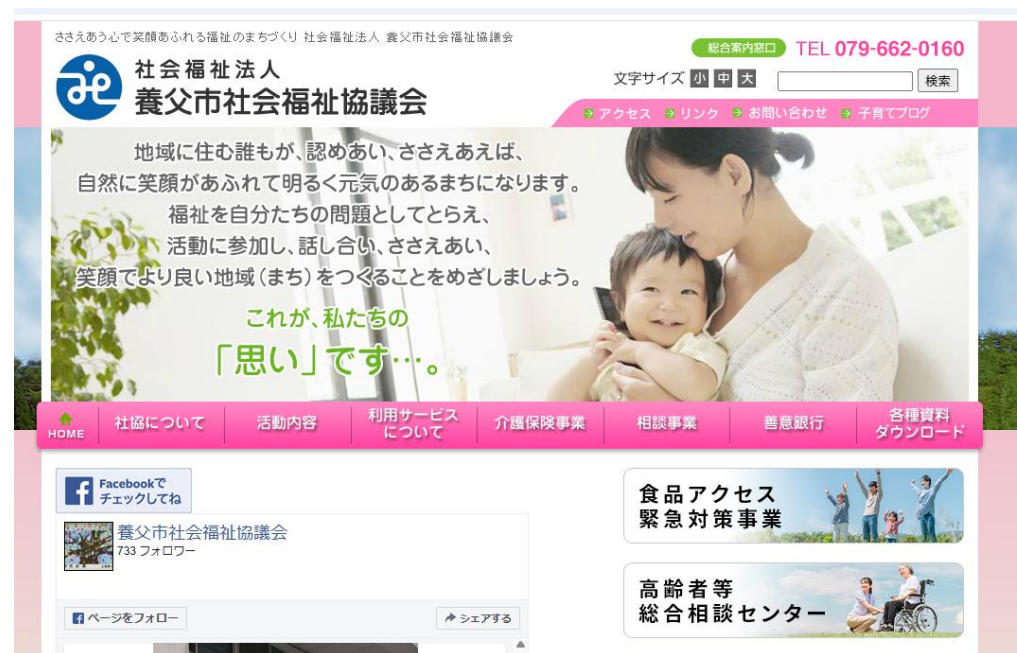 ささえあう心で笑顔あふれる福祉のまちづくり 社会福祉法人 養父市社会福祉協議会
総合案内窓口 TEL 079-662-0160
社会福祉法人
養父市社会福祉協議会
文字サイズ 小 中 大 検索
アクセス リンク お問い合わせ 子育てブログ
地域に住む誰もが、認めあい、ささえあえば、
自然に笑顔があふれて明るく元気のあるまちになります。
福祉を自分たちの問題としてとらえ、
活動に参加し、話し合い、ささえあい、
笑顔でより良い地域(まち)をつくることをめざしましょう。
これが、私たちの
「思い」です…。
HOME 社協について 活動内容 利用サービスについて 介護保険事業 相談事業 善意銀行 各種資料ダウンロード
Facebookで
チェックしてね
養父市社会福祉協議会
733 フォロワー
ページをフォロー シェアする
食品アクセス
緊急対策事業
高齢者等
総合相談センター